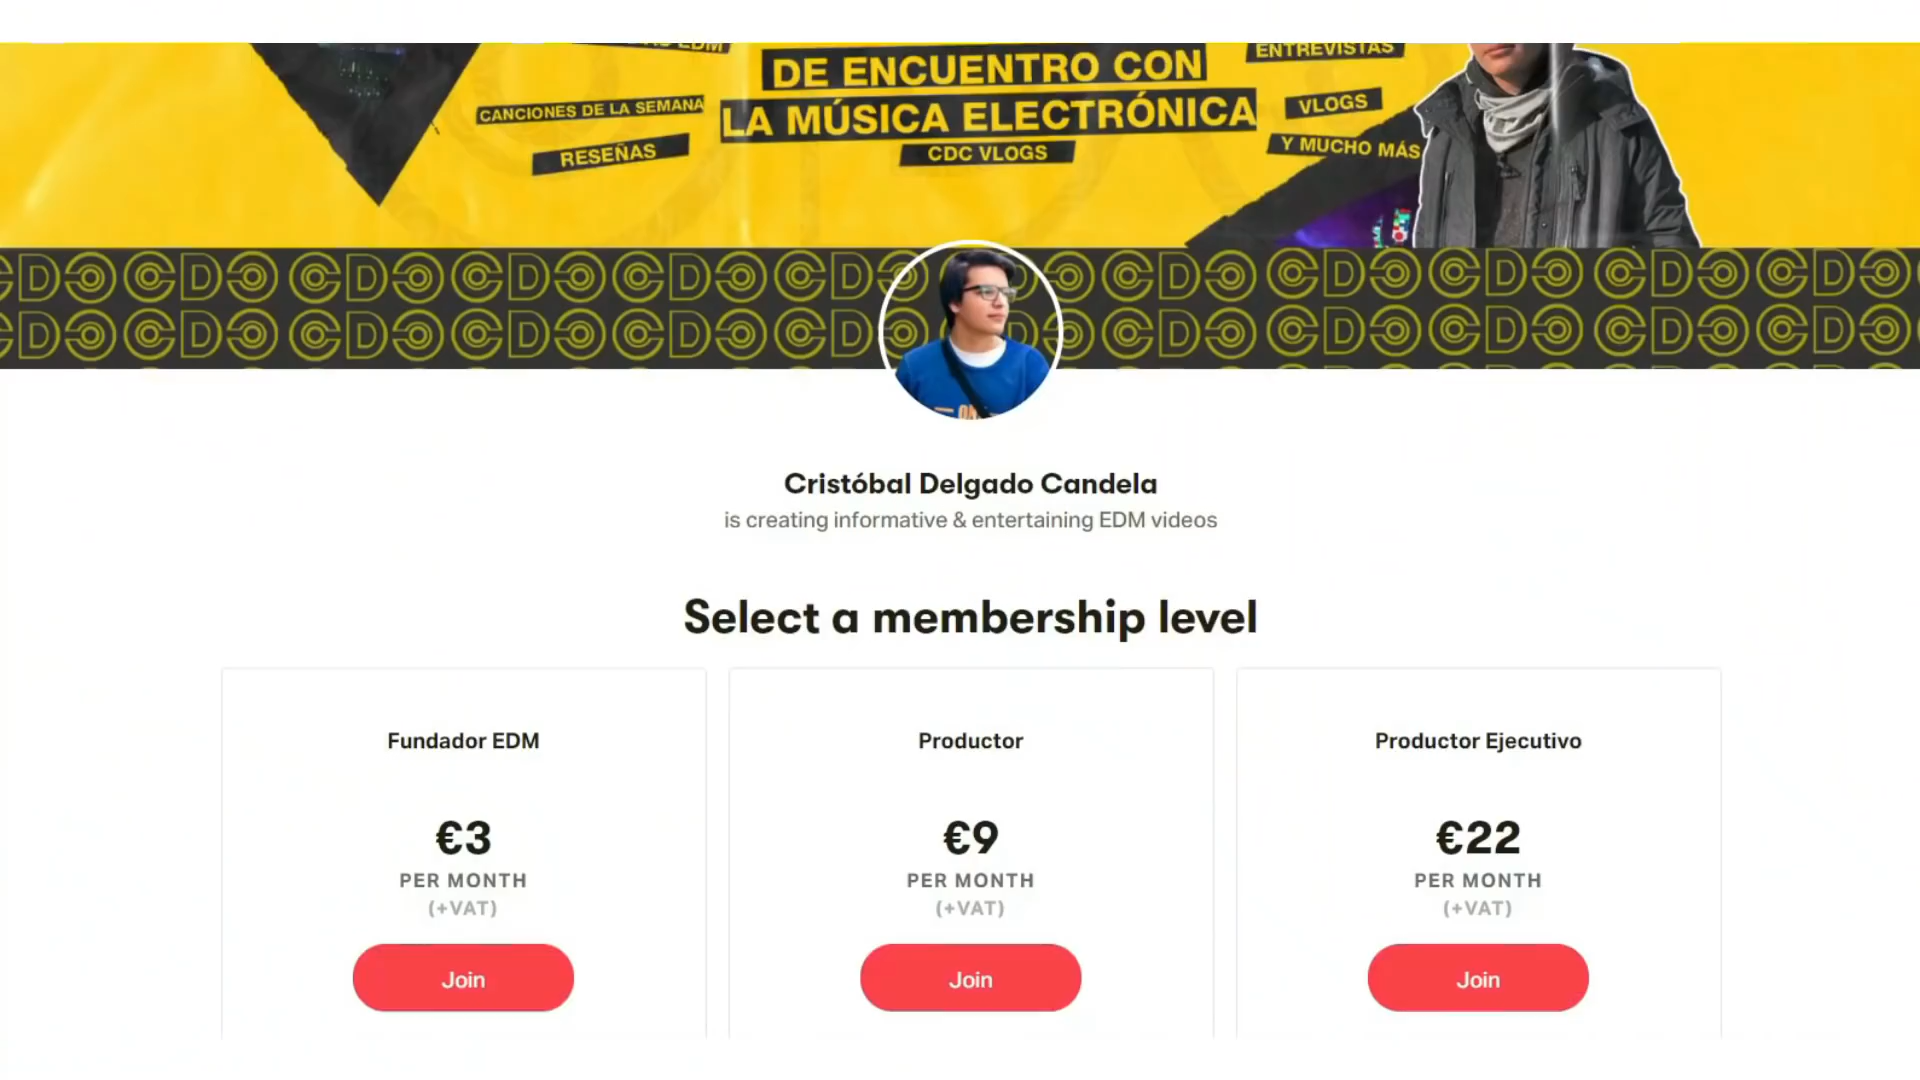 DE ENCUENTRO CON
ENTREVISTAS
CANCIONES DE LA SEMANA
LA MÚSICA ELECTRÓNICA
VLOGS
RESEÑAS
CDC VLOGS
Y MUCHO MÁS
Cristóbal Delgado Candela
is creating informative & entertaining EDM videos
Select a membership level
Fundador EDM
€3
PER MONTH
(+VAT)
Join
Productor
€9
PER MONTH
(+VAT)
Join
Productor Ejecutivo
€22
PER MONTH
(+VAT)
Join